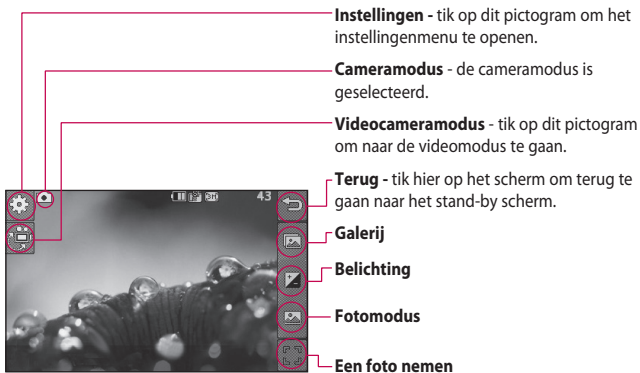 Instellingen - tik op dit pictogram om het
instellingenmenu te openen.
Cameramodus - de cameramodus is
geselecteerd.
Videocameramodus - tik op dit pictogram
om naar de videomodus te gaan.
Terug - tik hier op het scherm om terug te
gaan naar het stand-by scherm.
43
Galerij
Belichting
Fotomodus
Een foto nemen